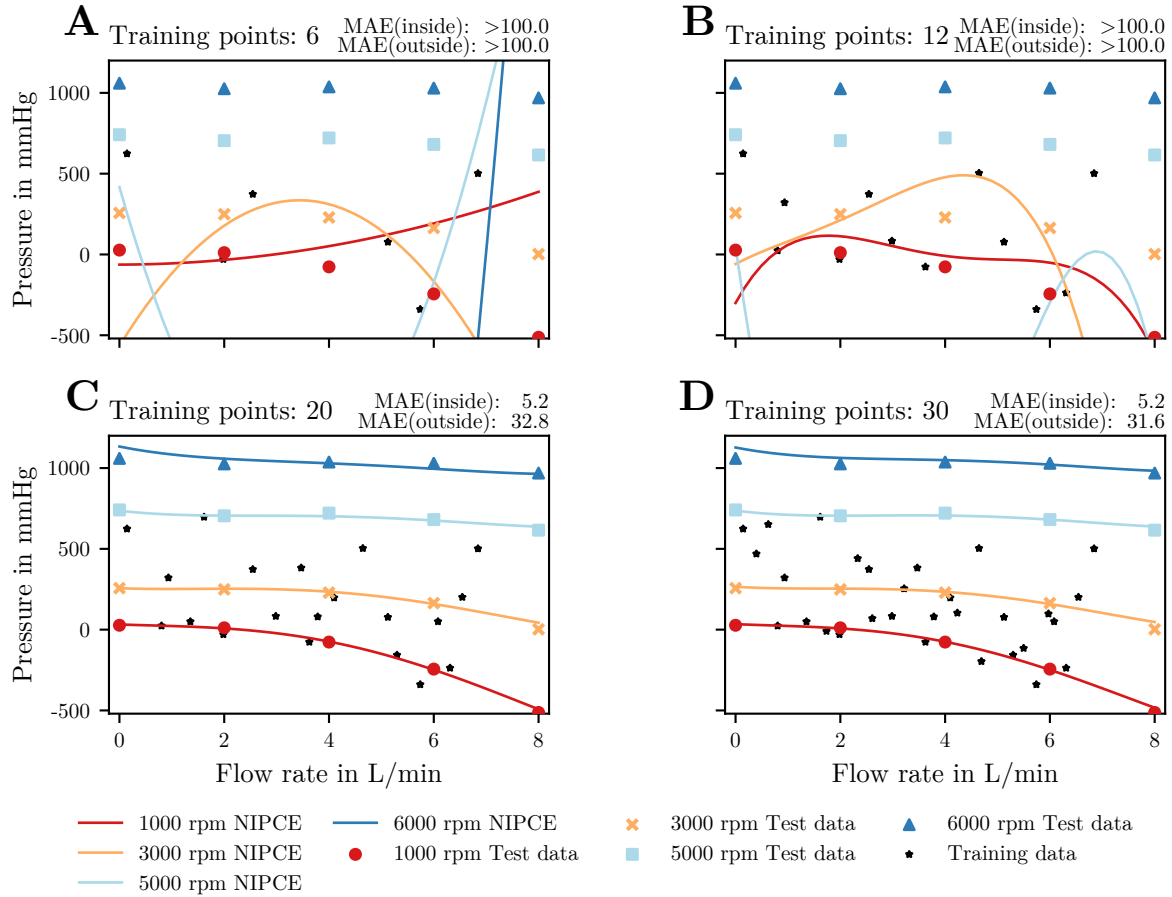 A Training points: 6 MAE(inside): >100.0
MAE(outside): >100.0
B Training points: 12 MAE(inside): >100.0
MAE(outside): >100.0
Pressure in mmHg
1000
500
0
-500
C Training points: 20 MAE(inside): 5.2
MAE(outside): 32.8
D Training points: 30 MAE(inside): 5.2
MAE(outside): 31.6
Pressure in mmHg
1000
500
0
-500
0 2 4 6 8
0 2 4 6 8
Flow rate in L/min
Flow rate in L/min
1000 rpm NIPCE
3000 rpm NIPCE
5000 rpm NIPCE
6000 rpm NIPCE
1000 rpm Test data
3000 rpm Test data
5000 rpm Test data
6000 rpm Test data
Training data